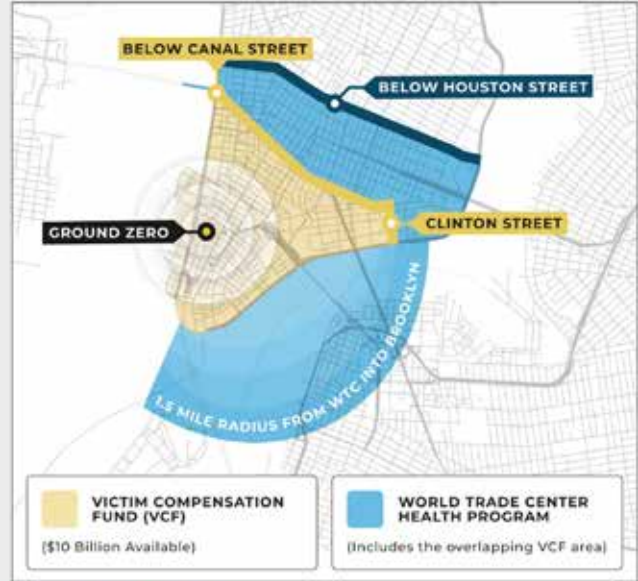 BELOW CANAL STREET
BELOW HOUSTON STREET
GROUND ZERO
CLINTON STREET
1.5 MILE RADIUS FROM WTC INTO BROOKLYN
VICTIM COMPENSATION
FUND (VCF)
($10 Billion Available)
WORLD TRADE CENTER
HEALTH PROGRAM
(Includes the overlapping VCF area)